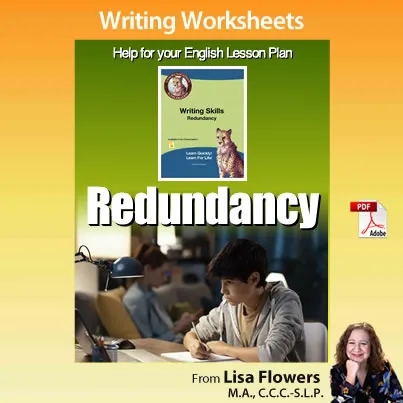 Writing Worksheets
Help for your English Lesson Plan
Writing Skills
Redundancy
Learn Quickly!
Learn For Life!
Redundancy
PDF
Adobe
From Lisa Flowers
M.A., C.C.C.-S.L.P.